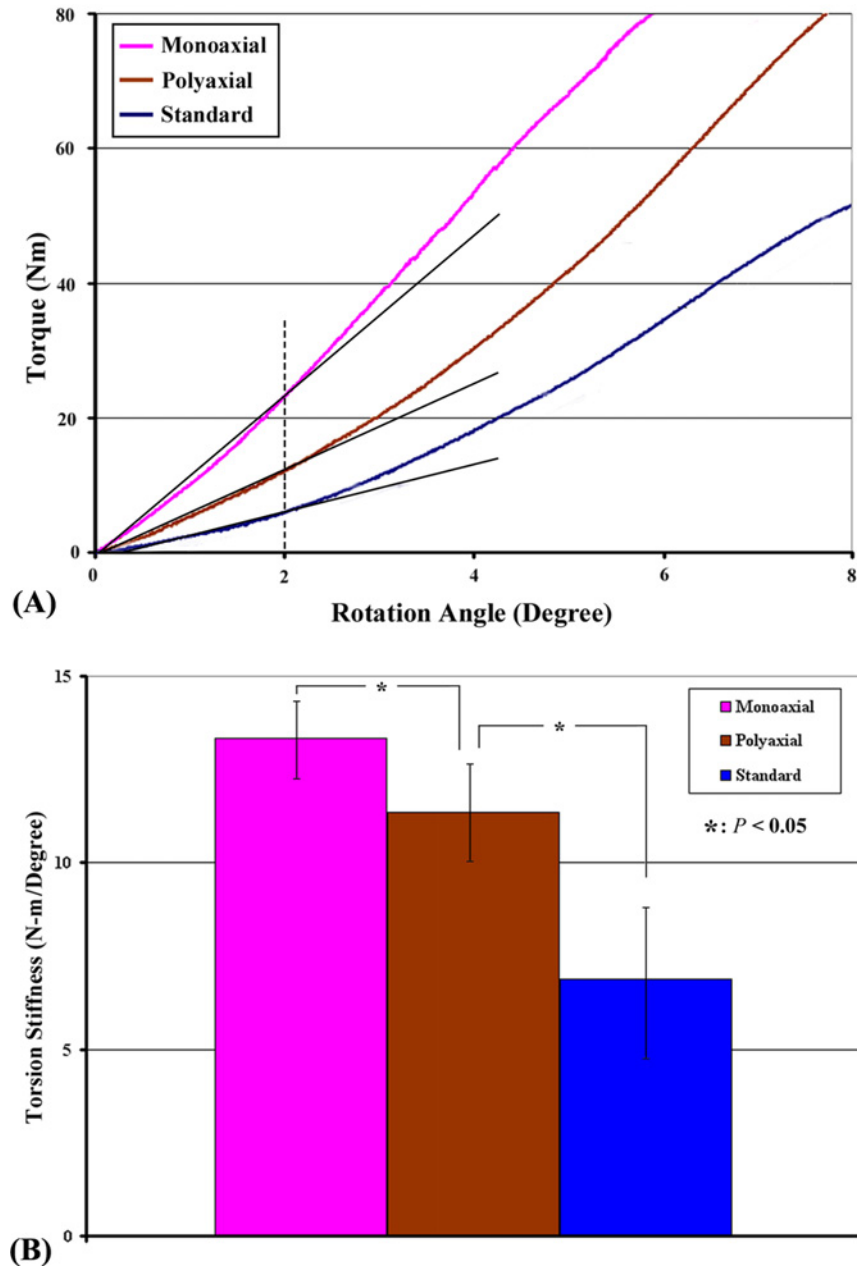 80
Monoaxial
Polyaxial
Standard
60
40
20
0
Torque (Nm)
0 2 4 6 8
Rotation Angle (Degree)
(A)
15
*
*
Monoaxial
Polyaxial
Standard
*: P < 0.05
10
5
0
Torsion Stiffness (N-m/Degree)
(B)